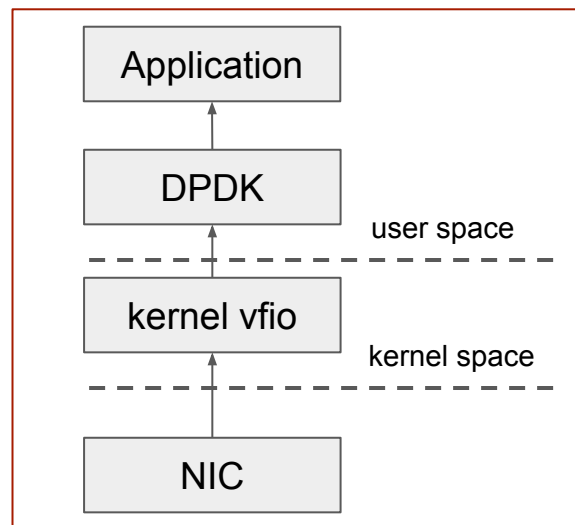 Application
DPDK
user space
kernel vfio
kernel space
NIC